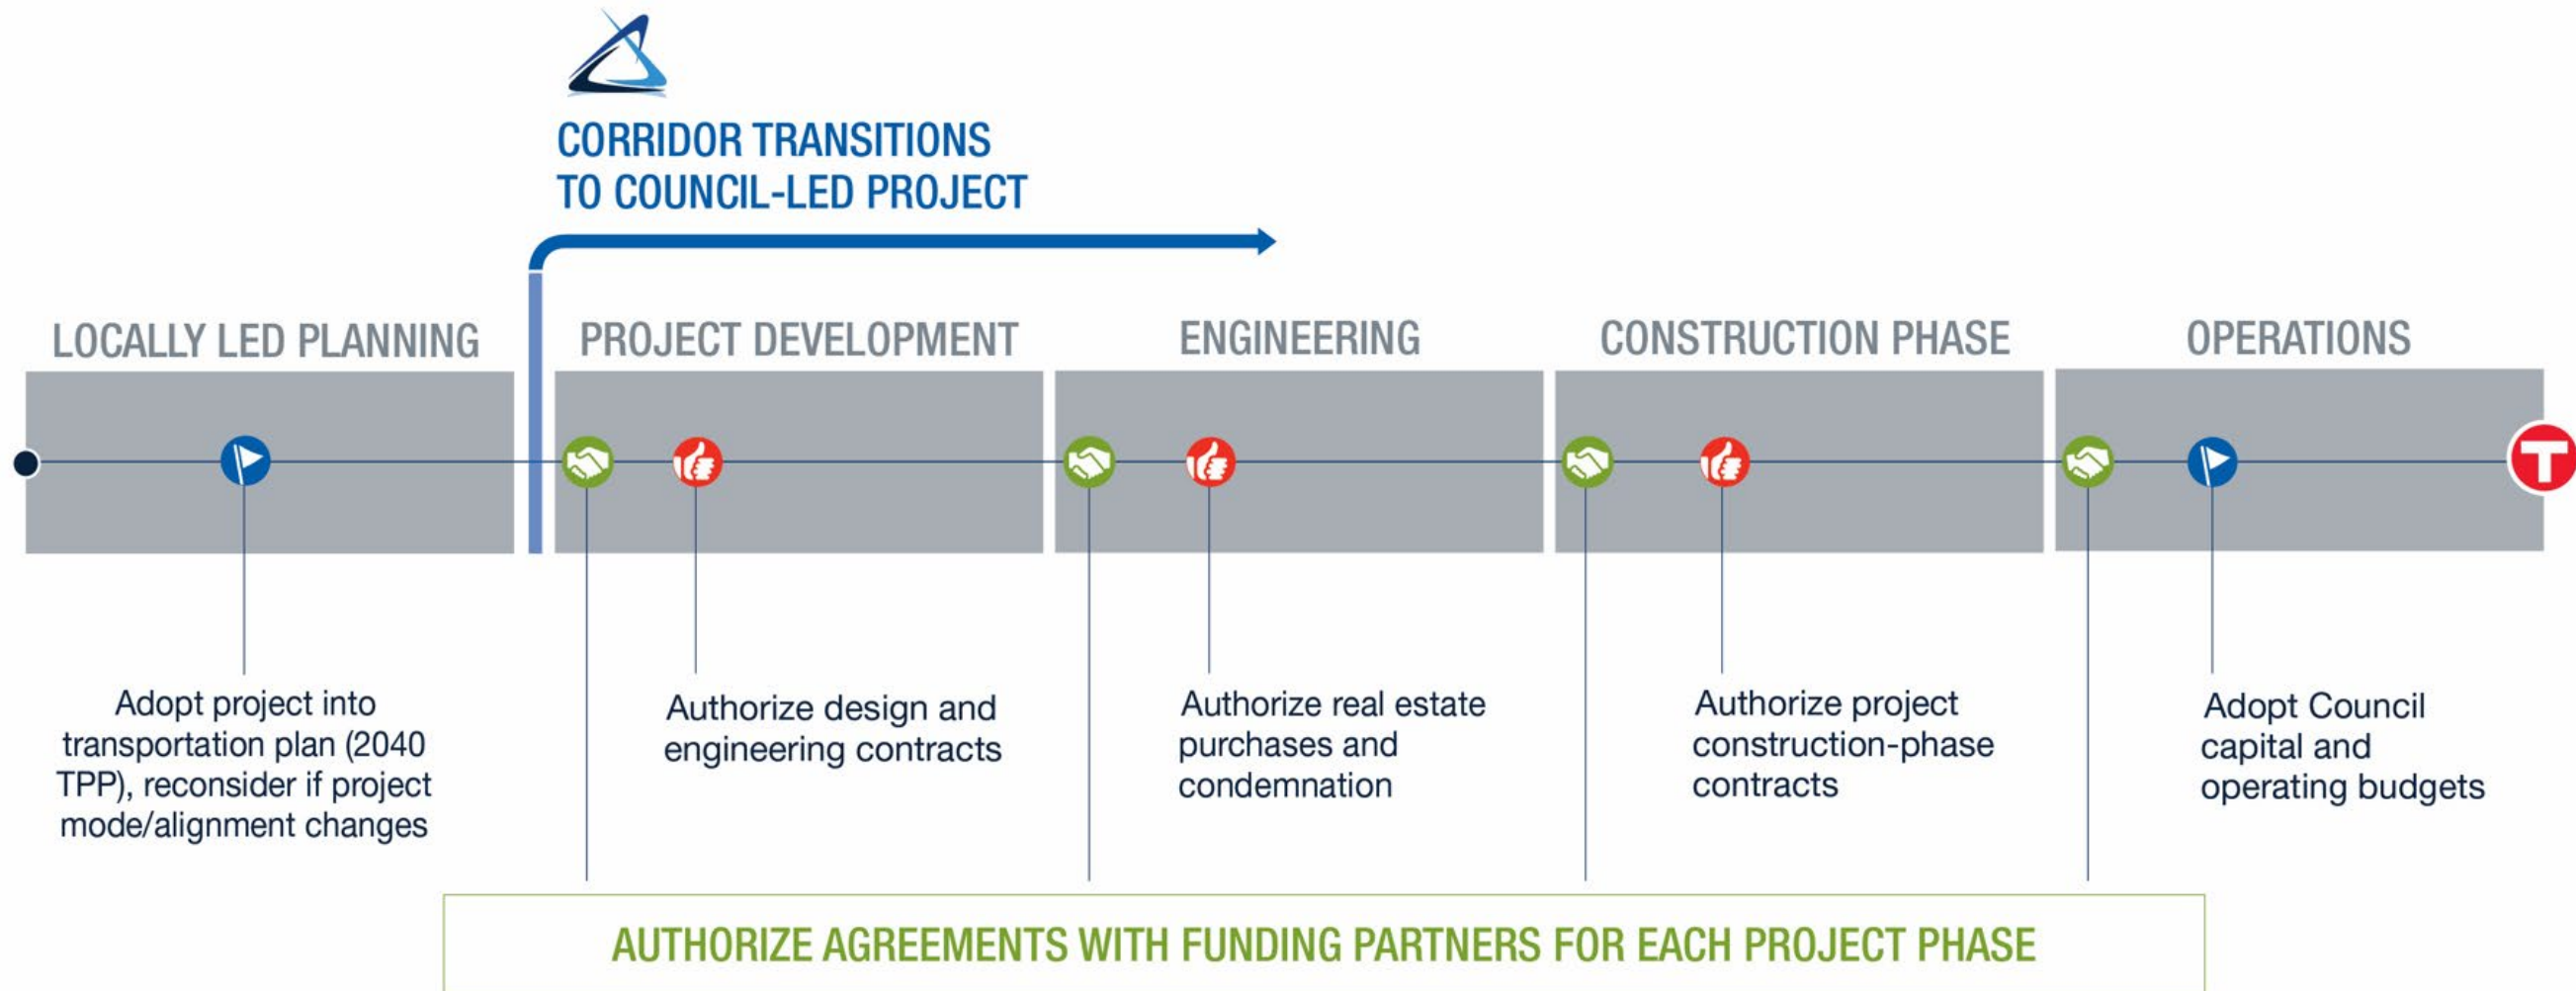 CORRIDOR TRANSITIONS
TO COUNCIL-LED PROJECT
LOCALLY LED PLANNING
PROJECT DEVELOPMENT
ENGINEERING
CONSTRUCTION PHASE
OPERATIONS
T
Adopt project into
transportation plan (2040
TPP), reconsider if project
mode/alignment changes
Authorize design and
engineering contracts
Authorize real estate
purchases and
condemnation
Authorize project
construction-phase
contracts
Adopt Council
capital and
operating budgets
AUTHORIZE AGREEMENTS WITH FUNDING PARTNERS FOR EACH PROJECT PHASE